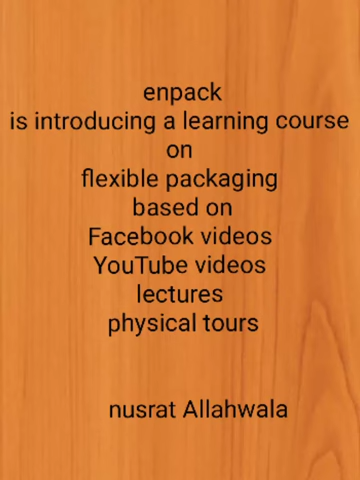 enpack
is introducing a learning course
on
flexible packaging
based on
Facebook videos
YouTube videos
lectures
physical tours
nusrat Allahwala